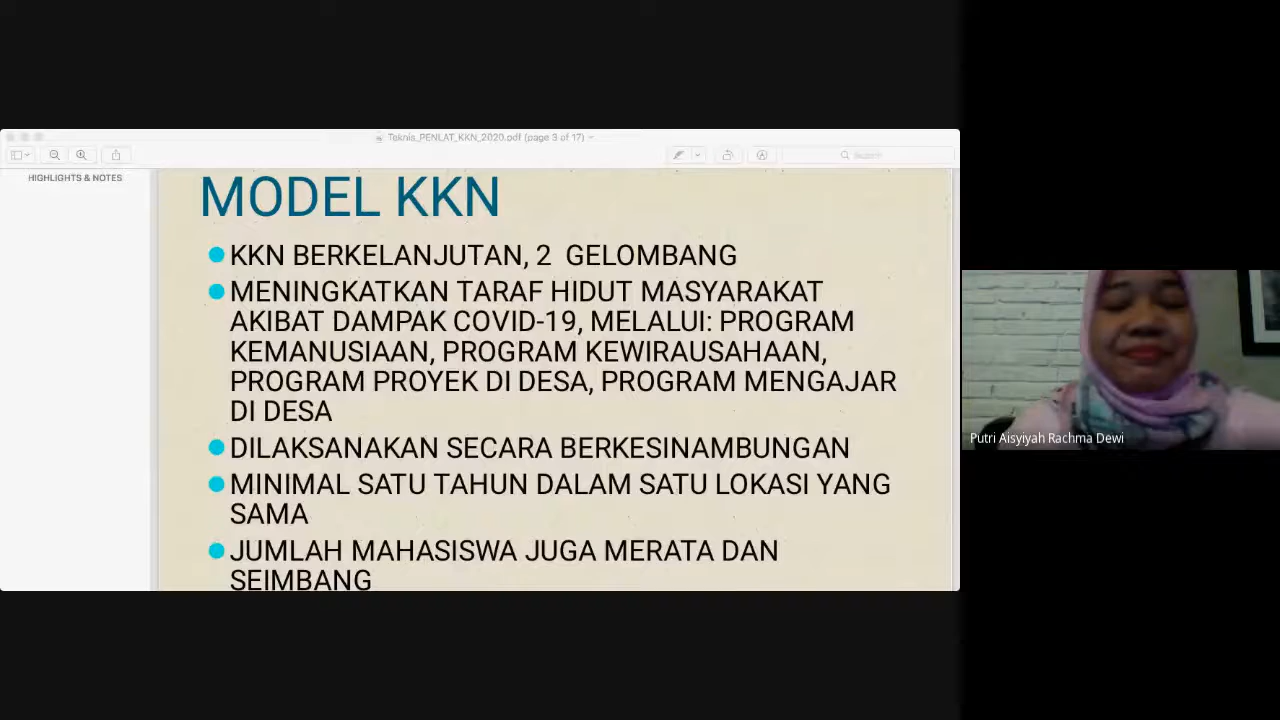 Teknis_PENLAT_KKN_2020.pdf (page 3 of 17)
Search
HIGHLIGHTS & NOTES
MODEL KKN
KKN BERKELANJUTAN, 2 GELOMBANG
MENINGKATKAN TARAF HIDUT MASYARAKAT
AKIBAT DAMPAK COVID-19, MELALUI: PROGRAM
KEMANUSIAAN, PROGRAM KEWIRAUSAHAAN,
PROGRAM PROYEK DI DESA, PROGRAM MENGAJAR
DI DESA
DILAKSANAKAN SECARA BERKESINAMBUNGAN
MINIMAL SATU TAHUN DALAM SATU LOKASI YANG
SAMA
JUMLAH MAHASISWA JUGA MERATA DAN
SEIMBANG
Putri Aisyiyah Rachma Dewi